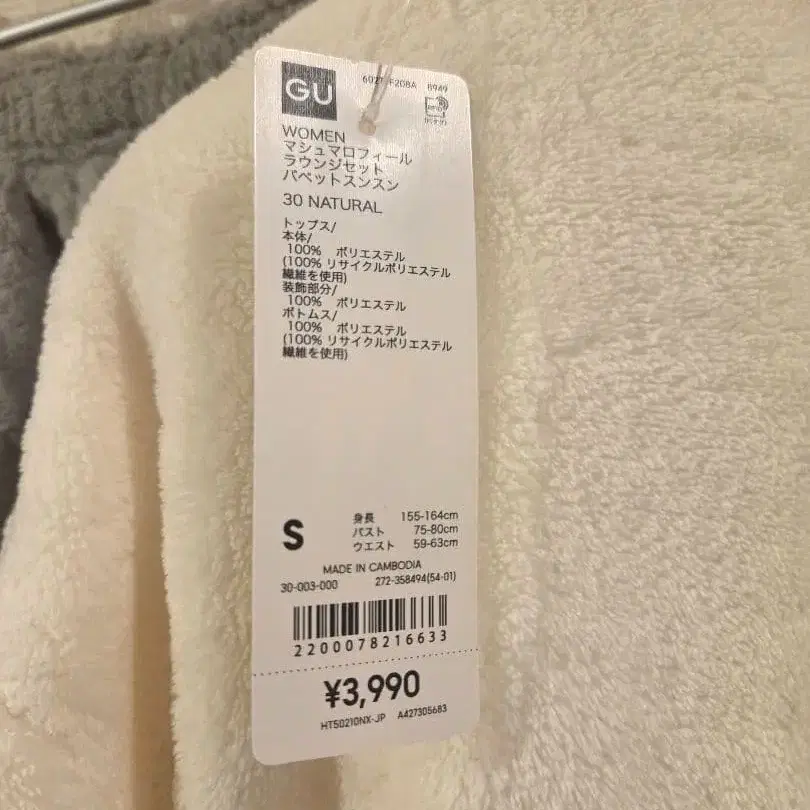 GU
8949
WOMEN
マシュマロフィール
ラウンジセット
パペットスンスン
30 NATURAL
トップス/
本体/
100% ポリエステル
(100% リサイクルポリエステル
繊維を使用)
装飾部分/
100% ポリエステル
ボトムス/
100% ポリエステル
(100% リサイクルポリエステル
繊維を使用)
S
身長 155-164cm
バスト 75-80cm
ウエスト 59-63cm
MADE IN CAMBODIA
30-003-000 272-358494(54-01)
2200078216633
¥3,990
HT50210NX-JP A427305683